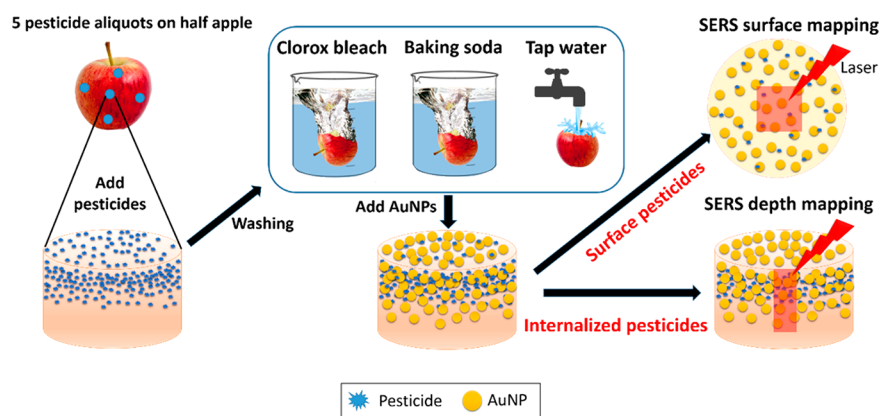 5 pesticide aliquots on half apple
Clorox bleach
Baking soda
Tap water
SERS surface mapping
Laser
Add
pesticides
Washing
Add AuNPs
Surface pesticides
SERS depth mapping
Internalized pesticides
Pesticide
AuNP